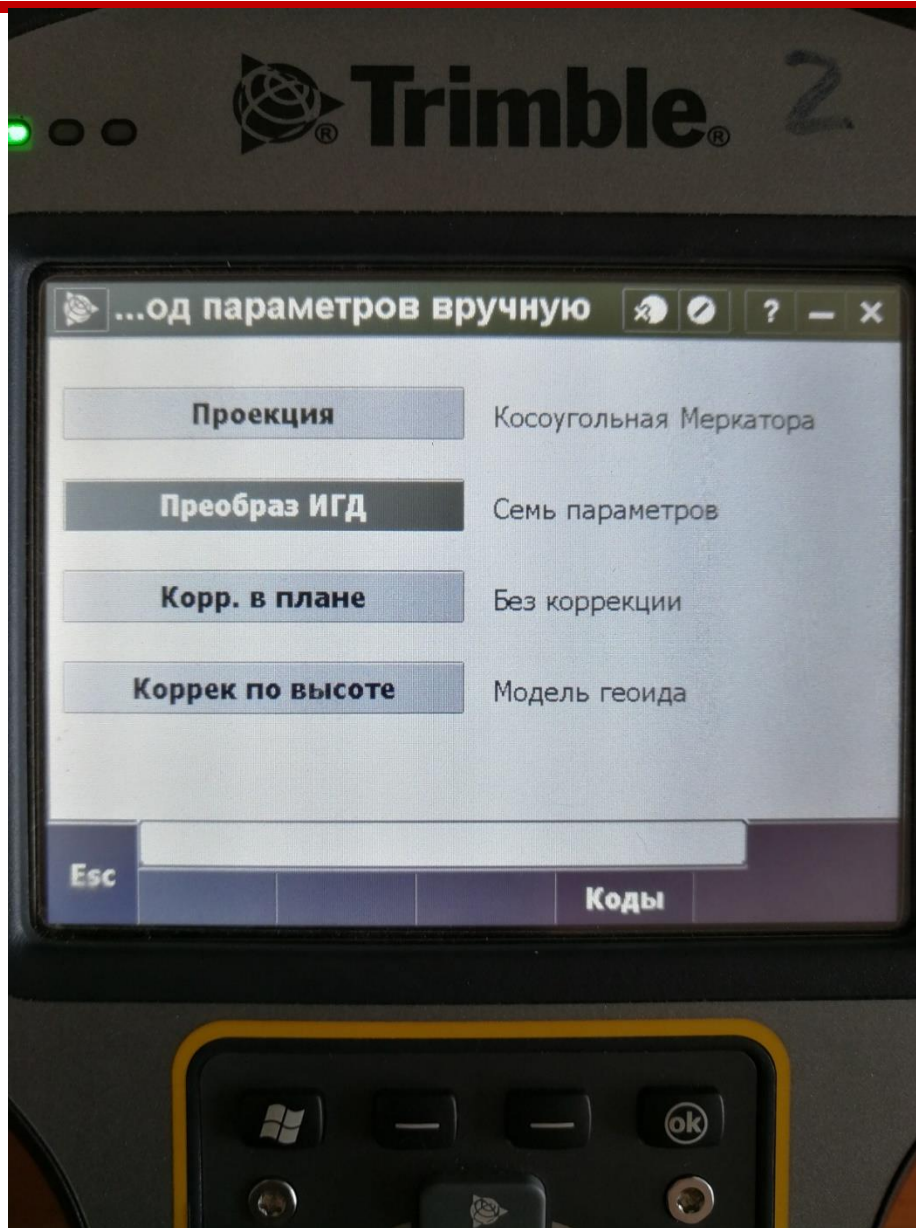 Trimble® 2
...од параметров вручную ? — ×
Проекция Косоугольная Меркатора
Преобраз ИГД Семь параметров
Корр. в плане Без коррекции
Коррек по высоте Модель геоида
Esc
Коды
ok